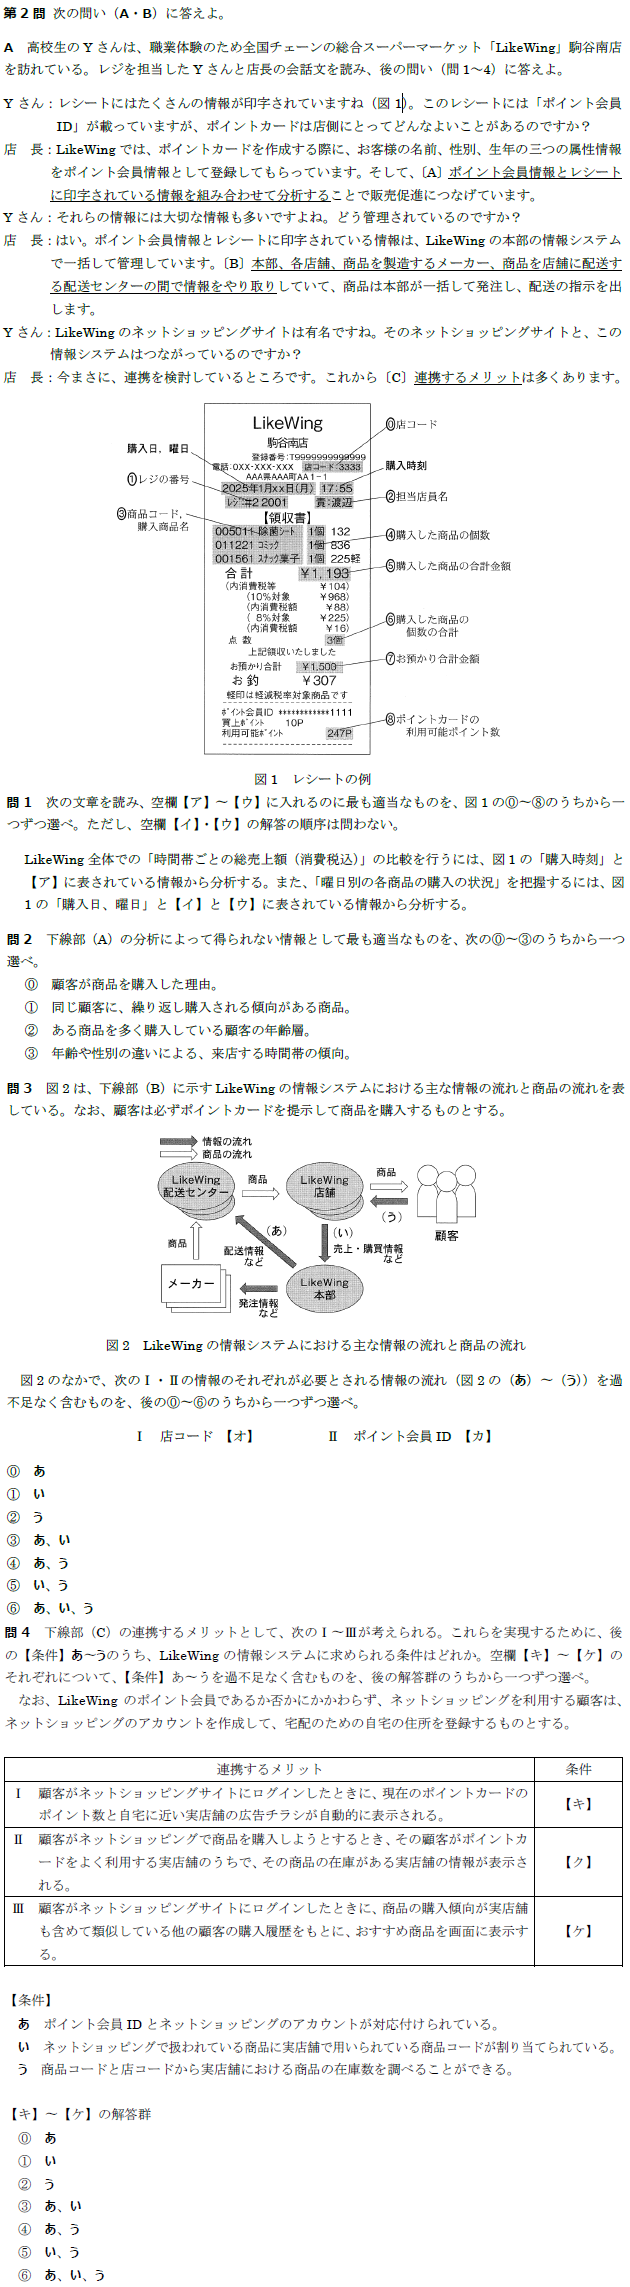 第２問 次の問い（A・B）に答えよ。
A　高校生の Y さんは、職業体験のため全国チェーンの総合スーパーマーケット「LikeWing」駒谷南店
を訪れている。レジを担当した Y さんと店長の会話文を読み、後の問い（問 1～4）に答えよ。
Y さん：レシートにはたくさんの情報が印字されていますね（図 1）。このレシートには「ポイント会員
ID」が載っていますが、ポイントカードは店側にとってどんなよいことがあるのですか？
店　長：LikeWing では、ポイントカードを作成する際に、お客様の名前、性別、生年の三つの属性情報
をポイント会員情報として登録してもらっています。そして、〔A〕ポイント会員情報とレシート
に印字されている情報を組み合わせて分析することで販売促進につなげています。
Y さん：それらの情報には大切な情報も多いですよね。どう管理されているのですか？
店　長：はい。ポイント会員情報とレシートに印字されている情報は、LikeWing の本部の情報システム
で一括して管理しています。〔B〕本部、各店舗、商品を製造するメーカー、商品を店舗に配送す
る配送センターの間で情報をやり取りしていて、商品は本部が一括して発注し、配送の指示を出
します。
Y さん：LikeWing のネットショッピングサイトは有名ですね。そのネットショッピングサイトと、この
情報システムはつながっているのですか？
店　長：今まさに、連携を検討しているところです。これから〔C〕連携するメリットは多くあります。
LikeWing
駒谷南店
登録番号:T9999999999999
電話:0XX-XXX-XXX 店コード:3333
AAA県AAA町AA1-1
2025年1月xx日(月) 17:55
ﾚｼﾞ:#2 2001 責:渡辺
【領収書】
00501ﾄ 除菌シート 1個 132
011221 ｺﾐｯｸ 1個 836
001561 ｽﾅｯｸ菓子 1個 225軽
合 計 ￥1,193
(内消費税等 ￥104)
(10%対象 ￥968)
(内消費税額 ￥88)
( 8%対象 ￥225)
(内消費税額 ￥16)
点 数 3個
上記領収いたしました
お預かり合計 ￥1,500
お 釣 ￥307
軽印は軽減税率対象商品です
ﾎﾟｲﾝﾄ会員ID ************1111
買上ﾎﾟｲﾝﾄ 10P
利用可能ﾎﾟｲﾝﾄ 247P
購入日，曜日
①レジの番号
③商品コード，
購入商品名
⓪店コード
購入時刻
②担当店員名
④購入した商品の個数
⑤購入した商品の合計金額
⑥購入した商品の
個数の合計
⑦お預かり合計金額
⑧ポイントカードの
利用可能ポイント数
図 1　レシートの例
問１　次の文章を読み、空欄【ア】～【ウ】に入れるのに最も適当なものを、図 1 の⓪～⑧のうちから一
つずつ選べ。ただし、空欄【イ】・【ウ】の解答の順序は問わない。
LikeWing 全体での「時間帯ごとの総売上額（消費税込）」の比較を行うには、図 1 の「購入時刻」と
【ア】に表されている情報から分析する。また、「曜日別の各商品の購入の状況」を把握するには、図
1 の「購入日、曜日」と【イ】と【ウ】に表されている情報から分析する。
問２　下線部（A）の分析によって得られない情報として最も適当なものを、次の⓪～③のうちから一つ
選べ。
⓪　顧客が商品を購入した理由。
①　同じ顧客に、繰り返し購入される傾向がある商品。
②　ある商品を多く購入している顧客の年齢層。
③　年齢や性別の違いによる、来店する時間帯の傾向。
問３　図 2 は、下線部（B）に示す LikeWing の情報システムにおける主な情報の流れと商品の流れを表
している。なお、顧客は必ずポイントカードを提示して商品を購入するものとする。
情報の流れ
商品の流れ
LikeWing
配送センター
商品
LikeWing
店舗
商品
（う）
顧客
（あ）
（い）
商品
配送情報
など
売上・購買情報
など
メーカー
発注情報
など
LikeWing
本部
図 2　LikeWing の情報システムにおける主な情報の流れと商品の流れ
図 2 のなかで、次のⅠ・Ⅱの情報のそれぞれが必要とされる情報の流れ（図 2 の（あ）～（う））を過
不足なく含むものを、後の⓪～⑥のうちから一つずつ選べ。
Ⅰ　店コード 【オ】　Ⅱ　ポイント会員 ID 【カ】
⓪　あ
①　い
②　う
③　あ、い
④　あ、う
⑤　い、う
⑥　あ、い、う
問４　下線部（C）の連携するメリットとして、次のⅠ～Ⅲが考えられる。これらを実現するために、後
の【条件】あ～うのうち、LikeWing の情報システムに求められる条件はどれか。空欄【キ】～【ケ】の
それぞれについて、【条件】あ～うを過不足なく含むものを、後の解答群のうちから一つずつ選べ。
なお、LikeWing のポイント会員であるか否かにかかわらず、ネットショッピングを利用する顧客は、
ネットショッピングのアカウントを作成して、宅配のための自宅の住所を登録するものとする。
連携するメリット　条件
Ⅰ　顧客がネットショッピングサイトにログインしたときに、現在のポイントカードの
ポイント数と自宅に近い実店舗の広告チラシが自動的に表示される。
【キ】
Ⅱ　顧客がネットショッピングで商品を購入しようとするとき、その顧客がポイントカ
ードをよく利用する実店舗のうちで、その商品の在庫がある実店舗の情報が表示さ
れる。
【ク】
Ⅲ　顧客がネットショッピングサイトにログインしたときに、商品の購入傾向が実店舗
も含めて類似している他の顧客の購入履歴をもとに、おすすめ商品を画面に表示す
る。
【ケ】
【条件】
あ　ポイント会員 ID とネットショッピングのアカウントが対応付けられている。
い　ネットショッピングで扱われている商品に実店舗で用いられている商品コードが割り当てられている。
う　商品コードと店コードから実店舗における商品の在庫数を調べることができる。
【キ】～【ケ】の解答群
⓪　あ
①　い
②　う
③　あ、い
④　あ、う
⑤　い、う
⑥　あ、い、う